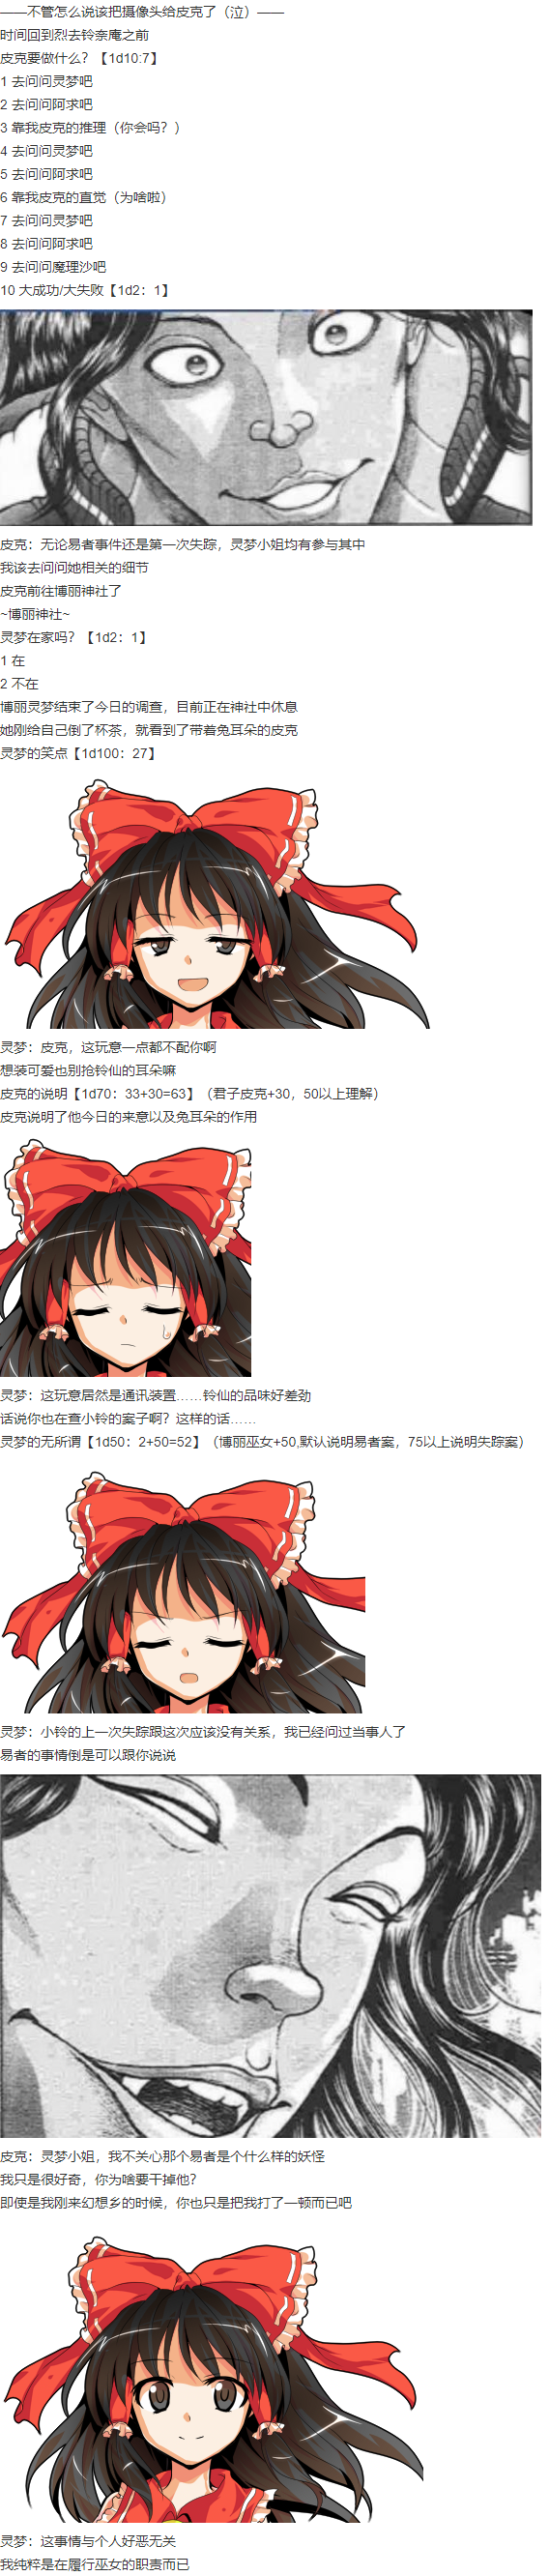 ——不管怎么说该把摄像头给皮克了（泣）——
时间回到烈去铃奈庵之前
皮克要做什么？【1d10:7】
1 去问问灵梦吧
2 去问问阿求吧
3 靠我皮克的推理（你会吗？）
4 去问问灵梦吧
5 去问问阿求吧
6 靠我皮克的直觉（为啥啦）
7 去问问灵梦吧
8 去问问阿求吧
9 去问问魔理沙吧
10 大成功/大失败【1d2：1】
皮克：无论易者事件还是第一次失踪，灵梦小姐均有参与其中
我该去问问她相关的细节
皮克前往博丽神社了
~博丽神社~
灵梦在家吗？【1d2：1】
1 在
2 不在
博丽灵梦结束了今日的调查，目前正在神社中休息
她刚给自己倒了杯茶，就看到了带着兔耳朵的皮克
灵梦的笑点【1d100：27】
灵梦：皮克，这玩意一点都不配你啊
想装可爱也别抢铃仙的耳朵嘛
皮克的说明【1d70：33+30=63】（君子皮克+30，50以上理解）
皮克说明了他今日的来意以及兔耳朵的作用
灵梦：这玩意居然是通讯装置……铃仙的品味好差劲
话说你也在查小铃的案子啊？这样的话……
灵梦的无所谓【1d50：2+50=52】（博丽巫女+50,默认说明易者案，75以上说明失踪案）
灵梦：小铃的上一次失踪跟这次应该没有关系，我已经问过当事人了
易者的事情倒是可以跟你说说
皮克：灵梦小姐，我不关心那个易者是个什么样的妖怪
我只是很好奇，你为啥要干掉他？
即使是我刚来幻想乡的时候，你也只是把我打了一顿而已吧
灵梦：这事情与个人好恶无关
我纯粹是在履行巫女的职责而已